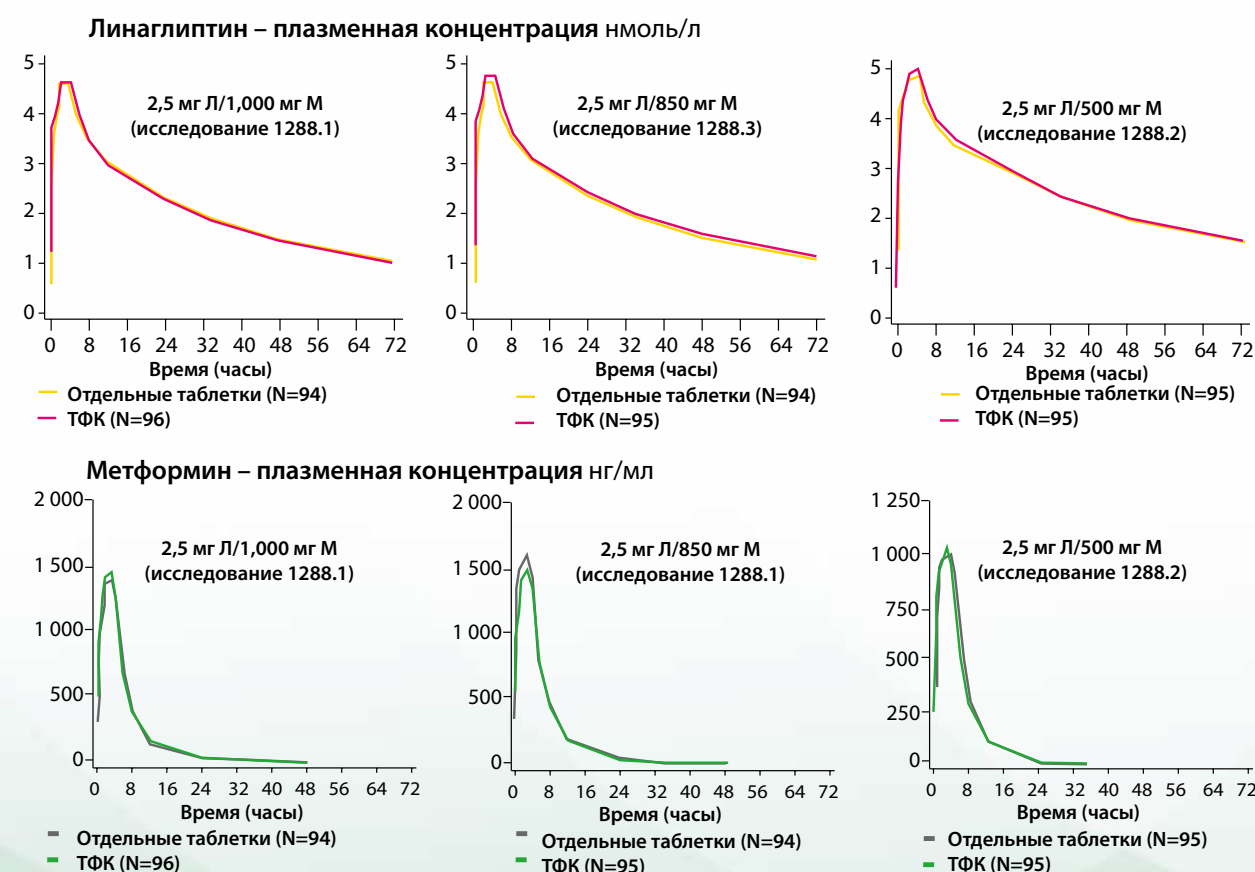 Линаглиптин – плазменная концентрация нмоль/л
5
4
3
2
1
0
2,5 мг Л/1,000 мг М
(исследование 1288.1)
0 8 16 24 32 40 48 56 64 72
Время (часы)
Отдельные таблетки (N=94)
ТФК (N=96)
5
4
3
2
1
0
2,5 мг Л/850 мг М
(исследование 1288.3)
0 8 16 24 32 40 48 56 64 72
Время (часы)
Отдельные таблетки (N=94)
ТФК (N=95)
5
4
3
2
1
0
2,5 мг Л/500 мг М
(исследование 1288.2)
0 8 16 24 32 40 48 56 64 72
Время (часы)
Отдельные таблетки (N=95)
ТФК (N=95)
Метформин – плазменная концентрация нг/мл
2 000
1 500
1 000
500
0
2,5 мг Л/1,000 мг М
(исследование 1288.1)
0 8 16 24 32 40 48 56 64 72
Время (часы)
Отдельные таблетки (N=94)
ТФК (N=96)
2 000
1 500
1 000
500
0
2,5 мг Л/850 мг М
(исследование 1288.1)
0 8 16 24 32 40 48 56 64 72
Время (часы)
Отдельные таблетки (N=94)
ТФК (N=95)
1 250
1 000
750
500
250
0
2,5 мг Л/500 мг М
(исследование 1288.2)
0 8 16 24 32 40 48 56 64 72
Время (часы)
Отдельные таблетки (N=95)
ТФК (N=95)